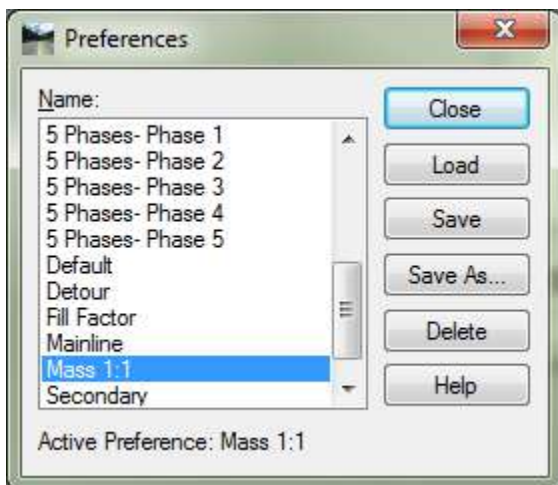 Preferences
Name:
5 Phases- Phase 1
5 Phases- Phase 2
5 Phases- Phase 3
5 Phases- Phase 4
5 Phases- Phase 5
Default
Detour
Fill Factor
Mainline
Mass 1:1
Secondary
Close
Load
Save
Save As...
Delete
Help
Active Preference: Mass 1:1